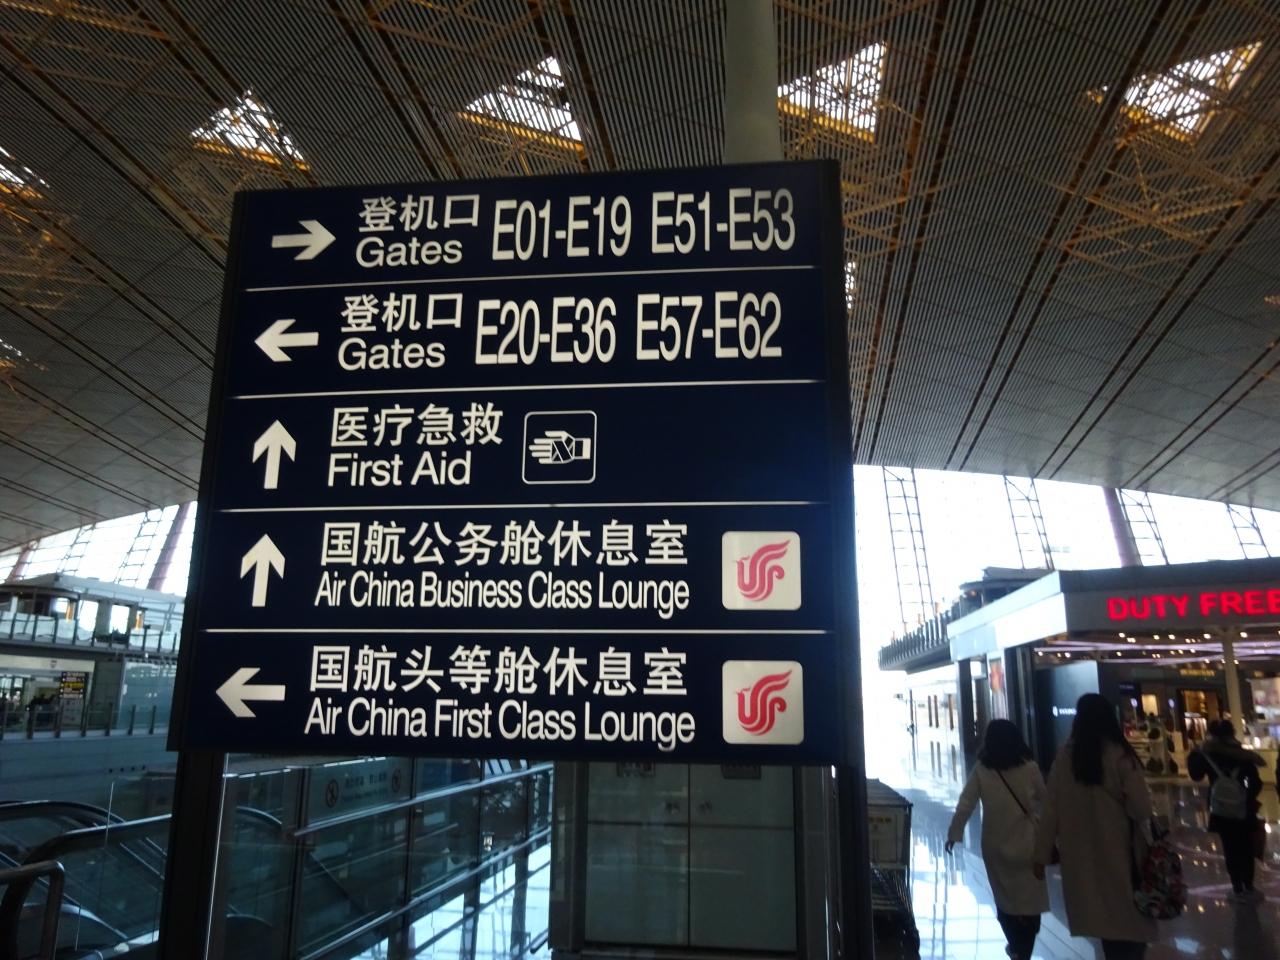 登机口 E01-E19 E51-E53
Gates
登机口 E20-E36 E57-E62
Gates
医疗急救
First Aid
国航公务舱休息室
Air China Business Class Lounge
国航头等舱休息室
Air China First Class Lounge
DUTY FREE